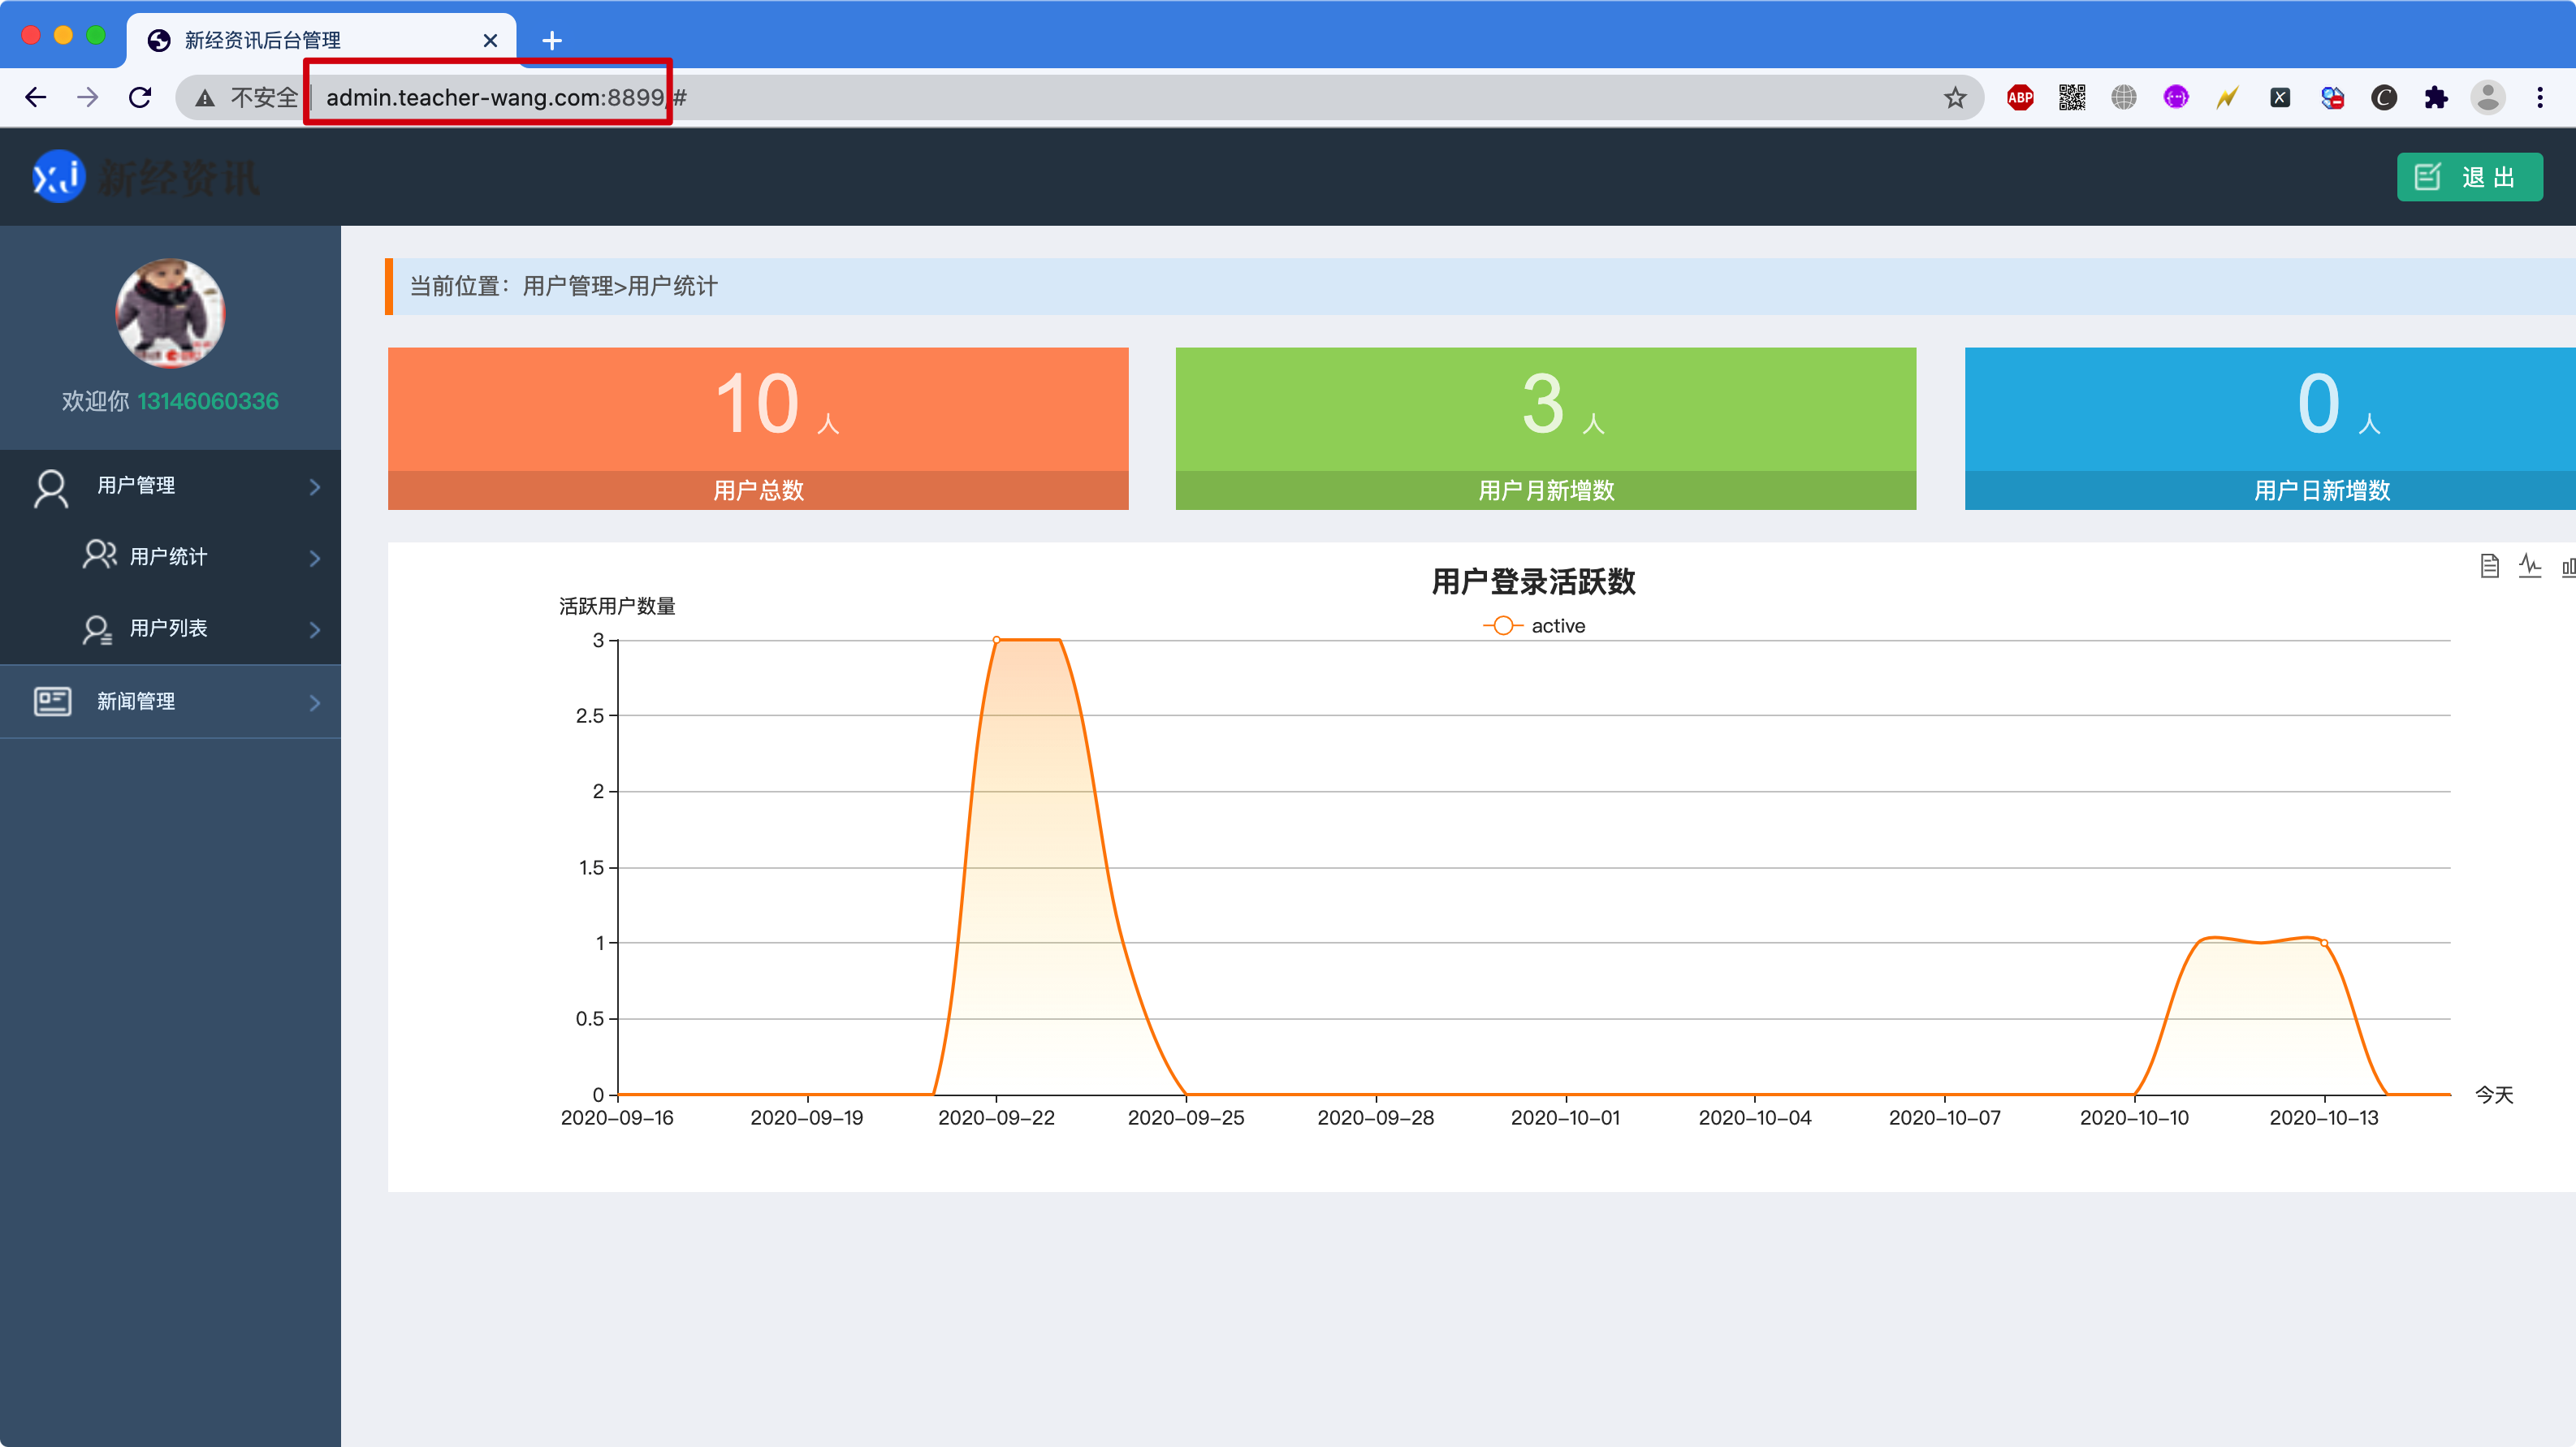 新经资讯后台管理
不安全 admin.teacher-wang.com:8899/#
ABP
新经资讯
退 出
当前位置：用户管理>用户统计
欢迎你 13146060336
用户管理
用户统计
用户列表
新闻管理
10 人
用户总数
3 人
用户月新增数
0 人
用户日新增数
用户登录活跃数
active
活跃用户数量
3
2.5
2
1.5
1
0.5
0
2020-09-16 2020-09-19 2020-09-22 2020-09-25 2020-09-28 2020-10-01 2020-10-04 2020-10-07 2020-10-10 2020-10-13
今天